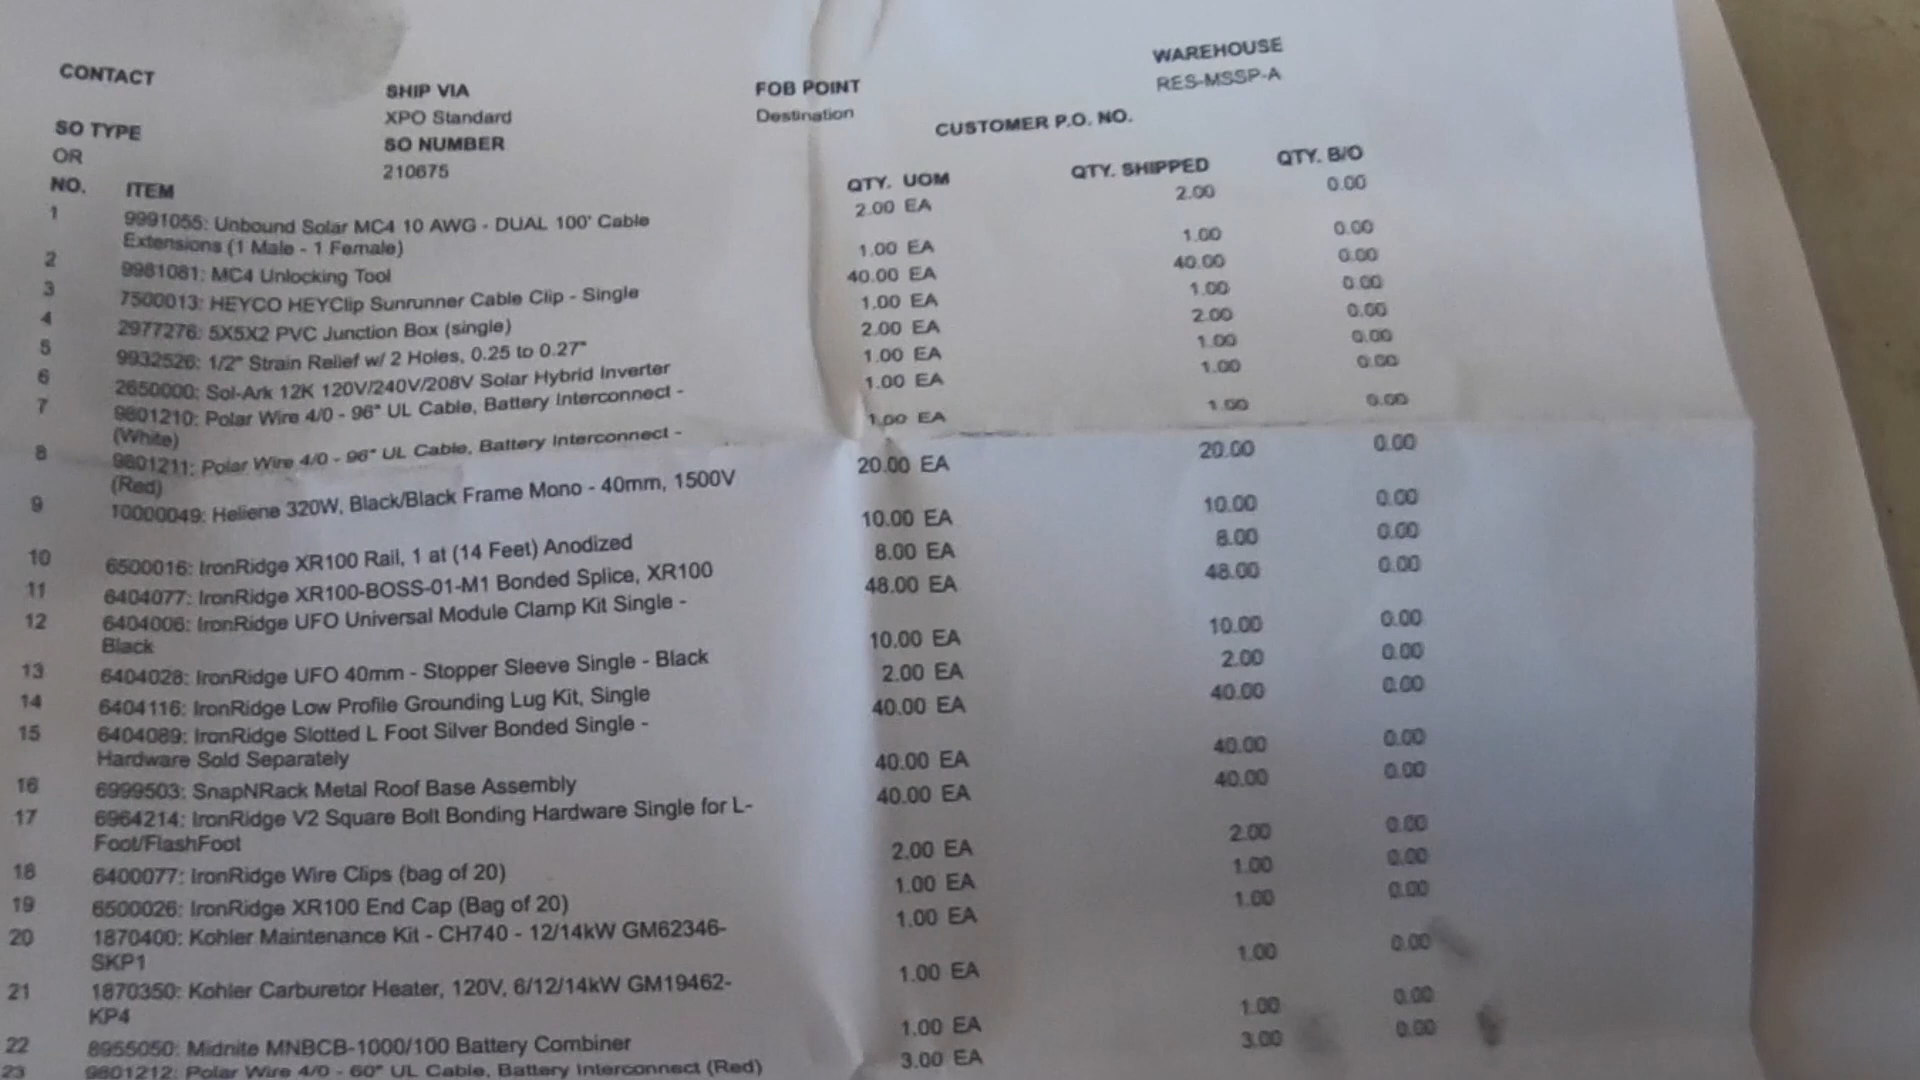 CONTACT SHIP VIA FOB POINT WAREHOUSE
XPO Standard Destination RES-MSSP-A
SO TYPE SO NUMBER CUSTOMER P.O. NO.
OR 210675
NO. ITEM QTY. UOM QTY. SHIPPED QTY. B/O
1 9991055: Unbound Solar MC4 10 AWG - DUAL 100' Cable 2.00 EA 2.00 0.00
Extensions (1 Male - 1 Female)
2 9981081: MC4 Unlocking Tool 1.00 EA 1.00 0.00
3 7500013: HEYCO HEYClip Sunrunner Cable Clip - Single 40.00 EA 40.00 0.00
4 2977276: 5X5X2 PVC Junction Box (single) 1.00 EA 1.00 0.00
5 9932526: 1/2" Strain Relief w/ 2 Holes, 0.25 to 0.27" 2.00 EA 2.00 0.00
6 2650000: Sol-Ark 12K 120V/240V/208V Solar Hybrid Inverter 1.00 EA 1.00 0.00
7 9801210: Polar Wire 4/0 - 96" UL Cable, Battery Interconnect - 1.00 EA 1.00 0.00
(White)
8 9801211: Polar Wire 4/0 - 96" UL Cable, Battery Interconnect - 1.00 EA 1.00 0.00
(Red)
9 10000049: Heliene 320W, Black/Black Frame Mono - 40mm, 1500V 20.00 EA 20.00 0.00
10 6500016: IronRidge XR100 Rail, 1 at (14 Feet) Anodized 10.00 EA 10.00 0.00
11 6404077: IronRidge XR100-BOSS-01-M1 Bonded Splice, XR100 8.00 EA 8.00 0.00
12 6404006: IronRidge UFO Universal Module Clamp Kit Single - 48.00 EA 48.00 0.00
Black
13 6404028: IronRidge UFO 40mm - Stopper Sleeve Single - Black 10.00 EA 10.00 0.00
14 6404116: IronRidge Low Profile Grounding Lug Kit, Single 2.00 EA 2.00 0.00
15 6404089: IronRidge Slotted L Foot Silver Bonded Single - 40.00 EA 40.00 0.00
Hardware Sold Separately
16 6999503: SnapNRack Metal Roof Base Assembly 40.00 EA 40.00 0.00
17 6964214: IronRidge V2 Square Bolt Bonding Hardware Single for L- 40.00 EA 40.00 0.00
Foot/FlashFoot
18 6400077: IronRidge Wire Clips (bag of 20) 2.00 EA 2.00 0.00
19 6500026: IronRidge XR100 End Cap (Bag of 20) 1.00 EA 1.00 0.00
20 1870400: Kohler Maintenance Kit - CH740 - 12/14kW GM62346- 1.00 EA 1.00 0.00
SKP1
21 1870350: Kohler Carburetor Heater, 120V, 6/12/14kW GM19462- 1.00 EA 1.00 0.00
KP4
22 8955050: Midnite MNBCB-1000/100 Battery Combiner 1.00 EA 1.00 0.00
23 9801212: Polar Wire 4/0 - 60" UL Cable, Battery Interconnect (Red) 3.00 EA 3.00 0.00